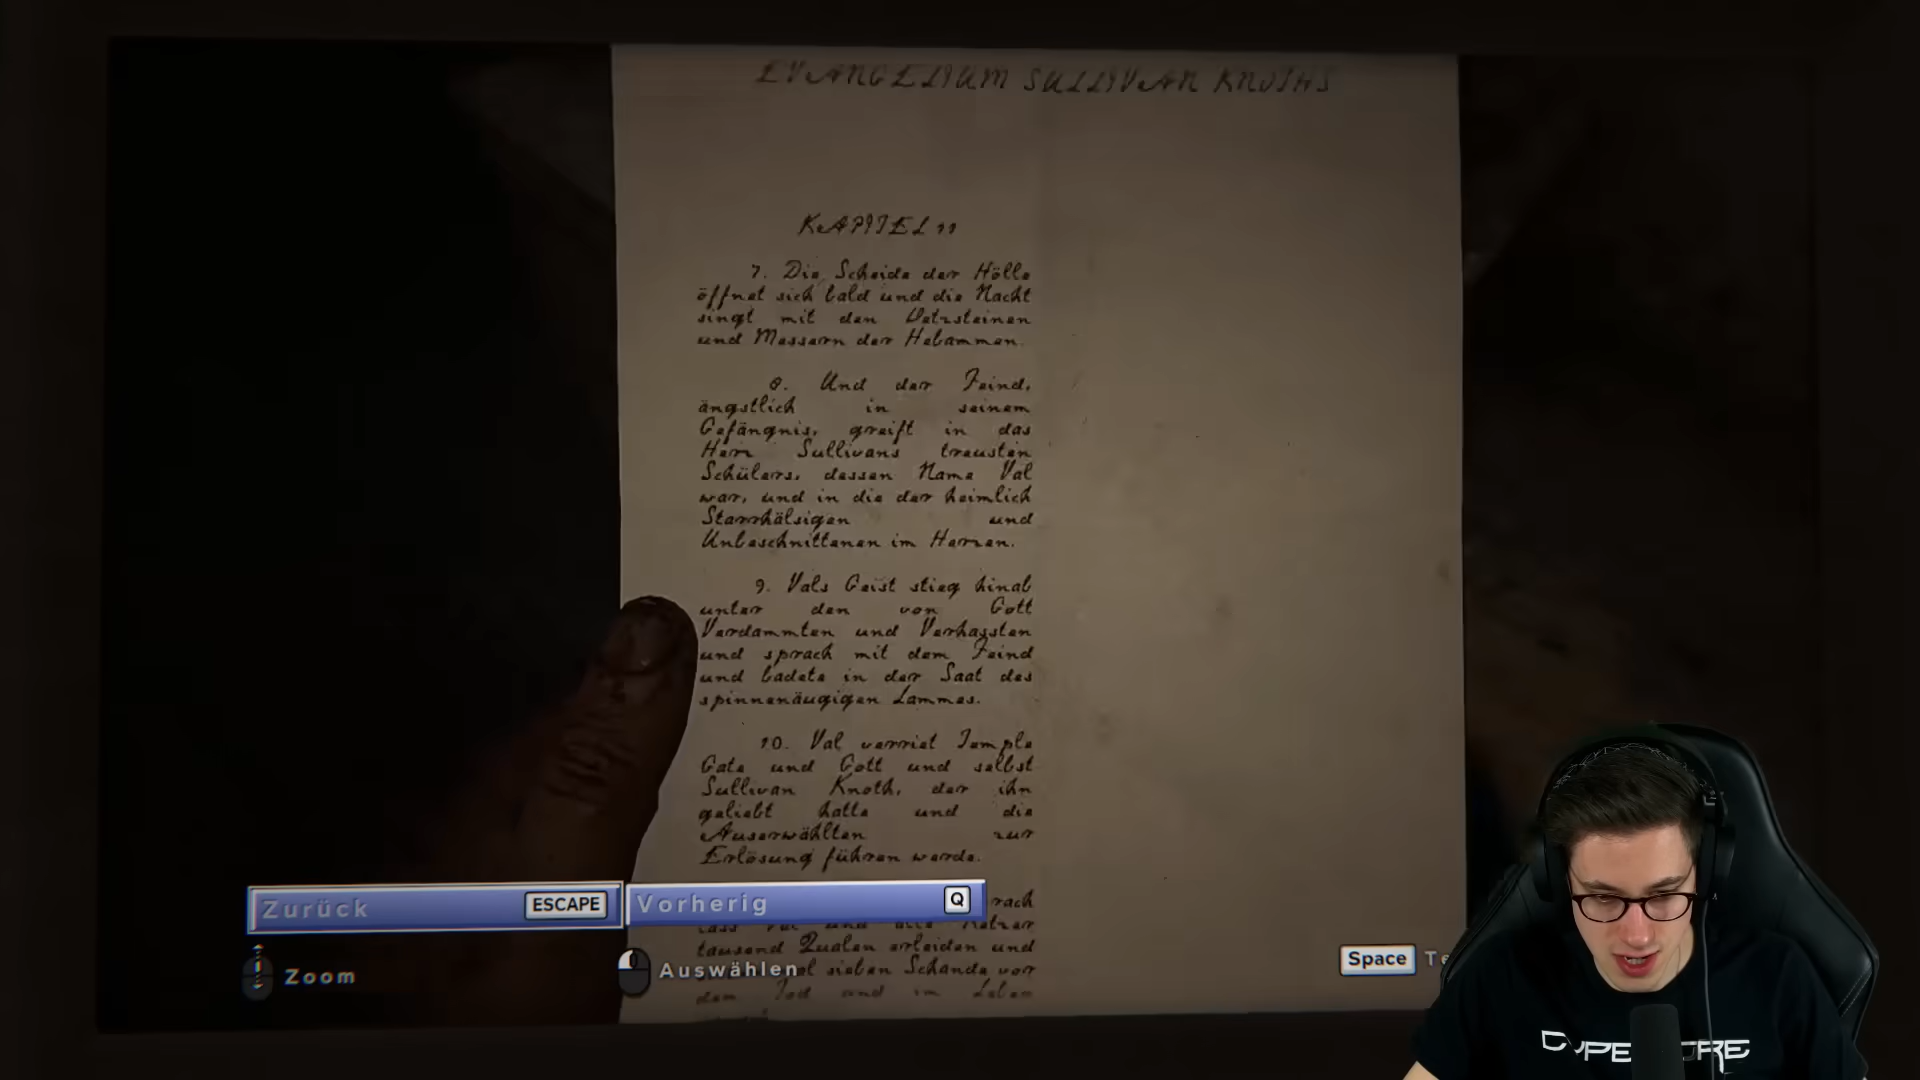 EVANGELIUM SULLIVAN KNOTHS
KAPITEL 11
7. Die Scheide der Hölle
öffnet sich bald und die Nacht
singt mit den Wetzsteinen
und Messern der Hebammen.
8. Und der Feind,
ängstlich in seinem
Gefängnis, greift in das
Herz Sullivans treusten
Schülers, dessen Name Val
war, und in die der heimlich
Starrhälsigen und
Unbeschnittenen im Herzen.
9. Vals Geist stieg hinab
unter den von Gott
Verdammten und Verhassten
und sprach mit dem Feind
und badete in der Saat des
spinnenäugigen Lammes.
10. Val verriet Temple
Gate und Gott und selbst
Sullivan Knoth, der ihn
geliebt hatte und die
Auserwählten zur
Erlösung führen werde.
Zurück ESCAPE Vorherig Q
tausend Qualen erleiden und
sieben Schande vor
dem Tod und im Leben
Zoom Auswählen Space